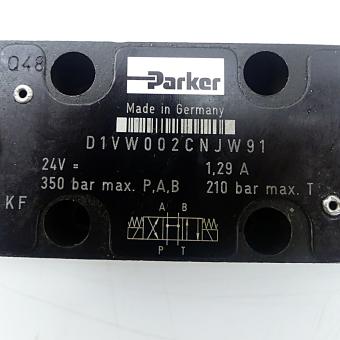 Q48
Parker
Made in Germany
D1VW002CNJW91
24V = 1,29 A
350 bar max. P,A,B 210 bar max. T
KF
A B
P T